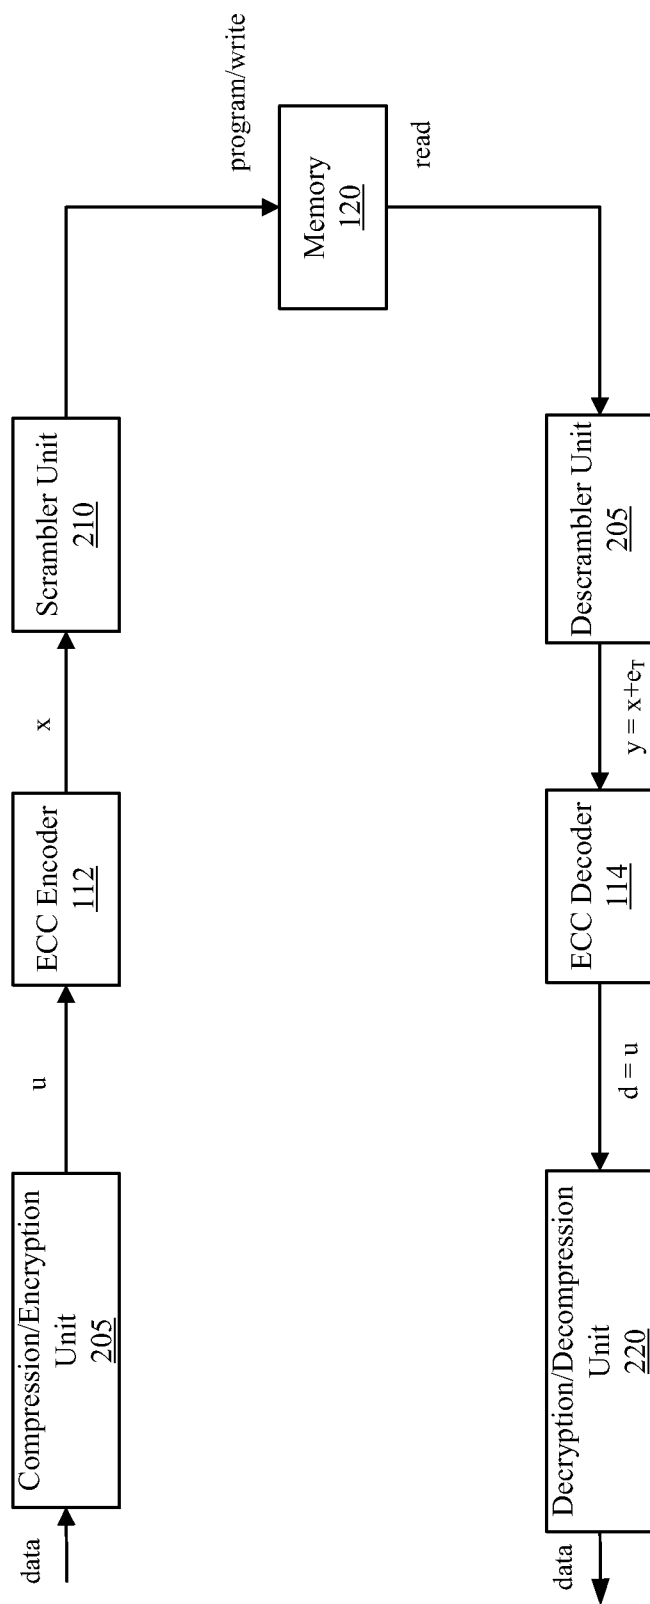 data
Compression/Encryption
Unit
205
u
ECC Encoder
112
x
Scrambler Unit
210
program/write
Memory
120
read
Descrambler Unit
205
y = x+eT
ECC Decoder
114
d = u
Decryption/Decompression
Unit
220
data